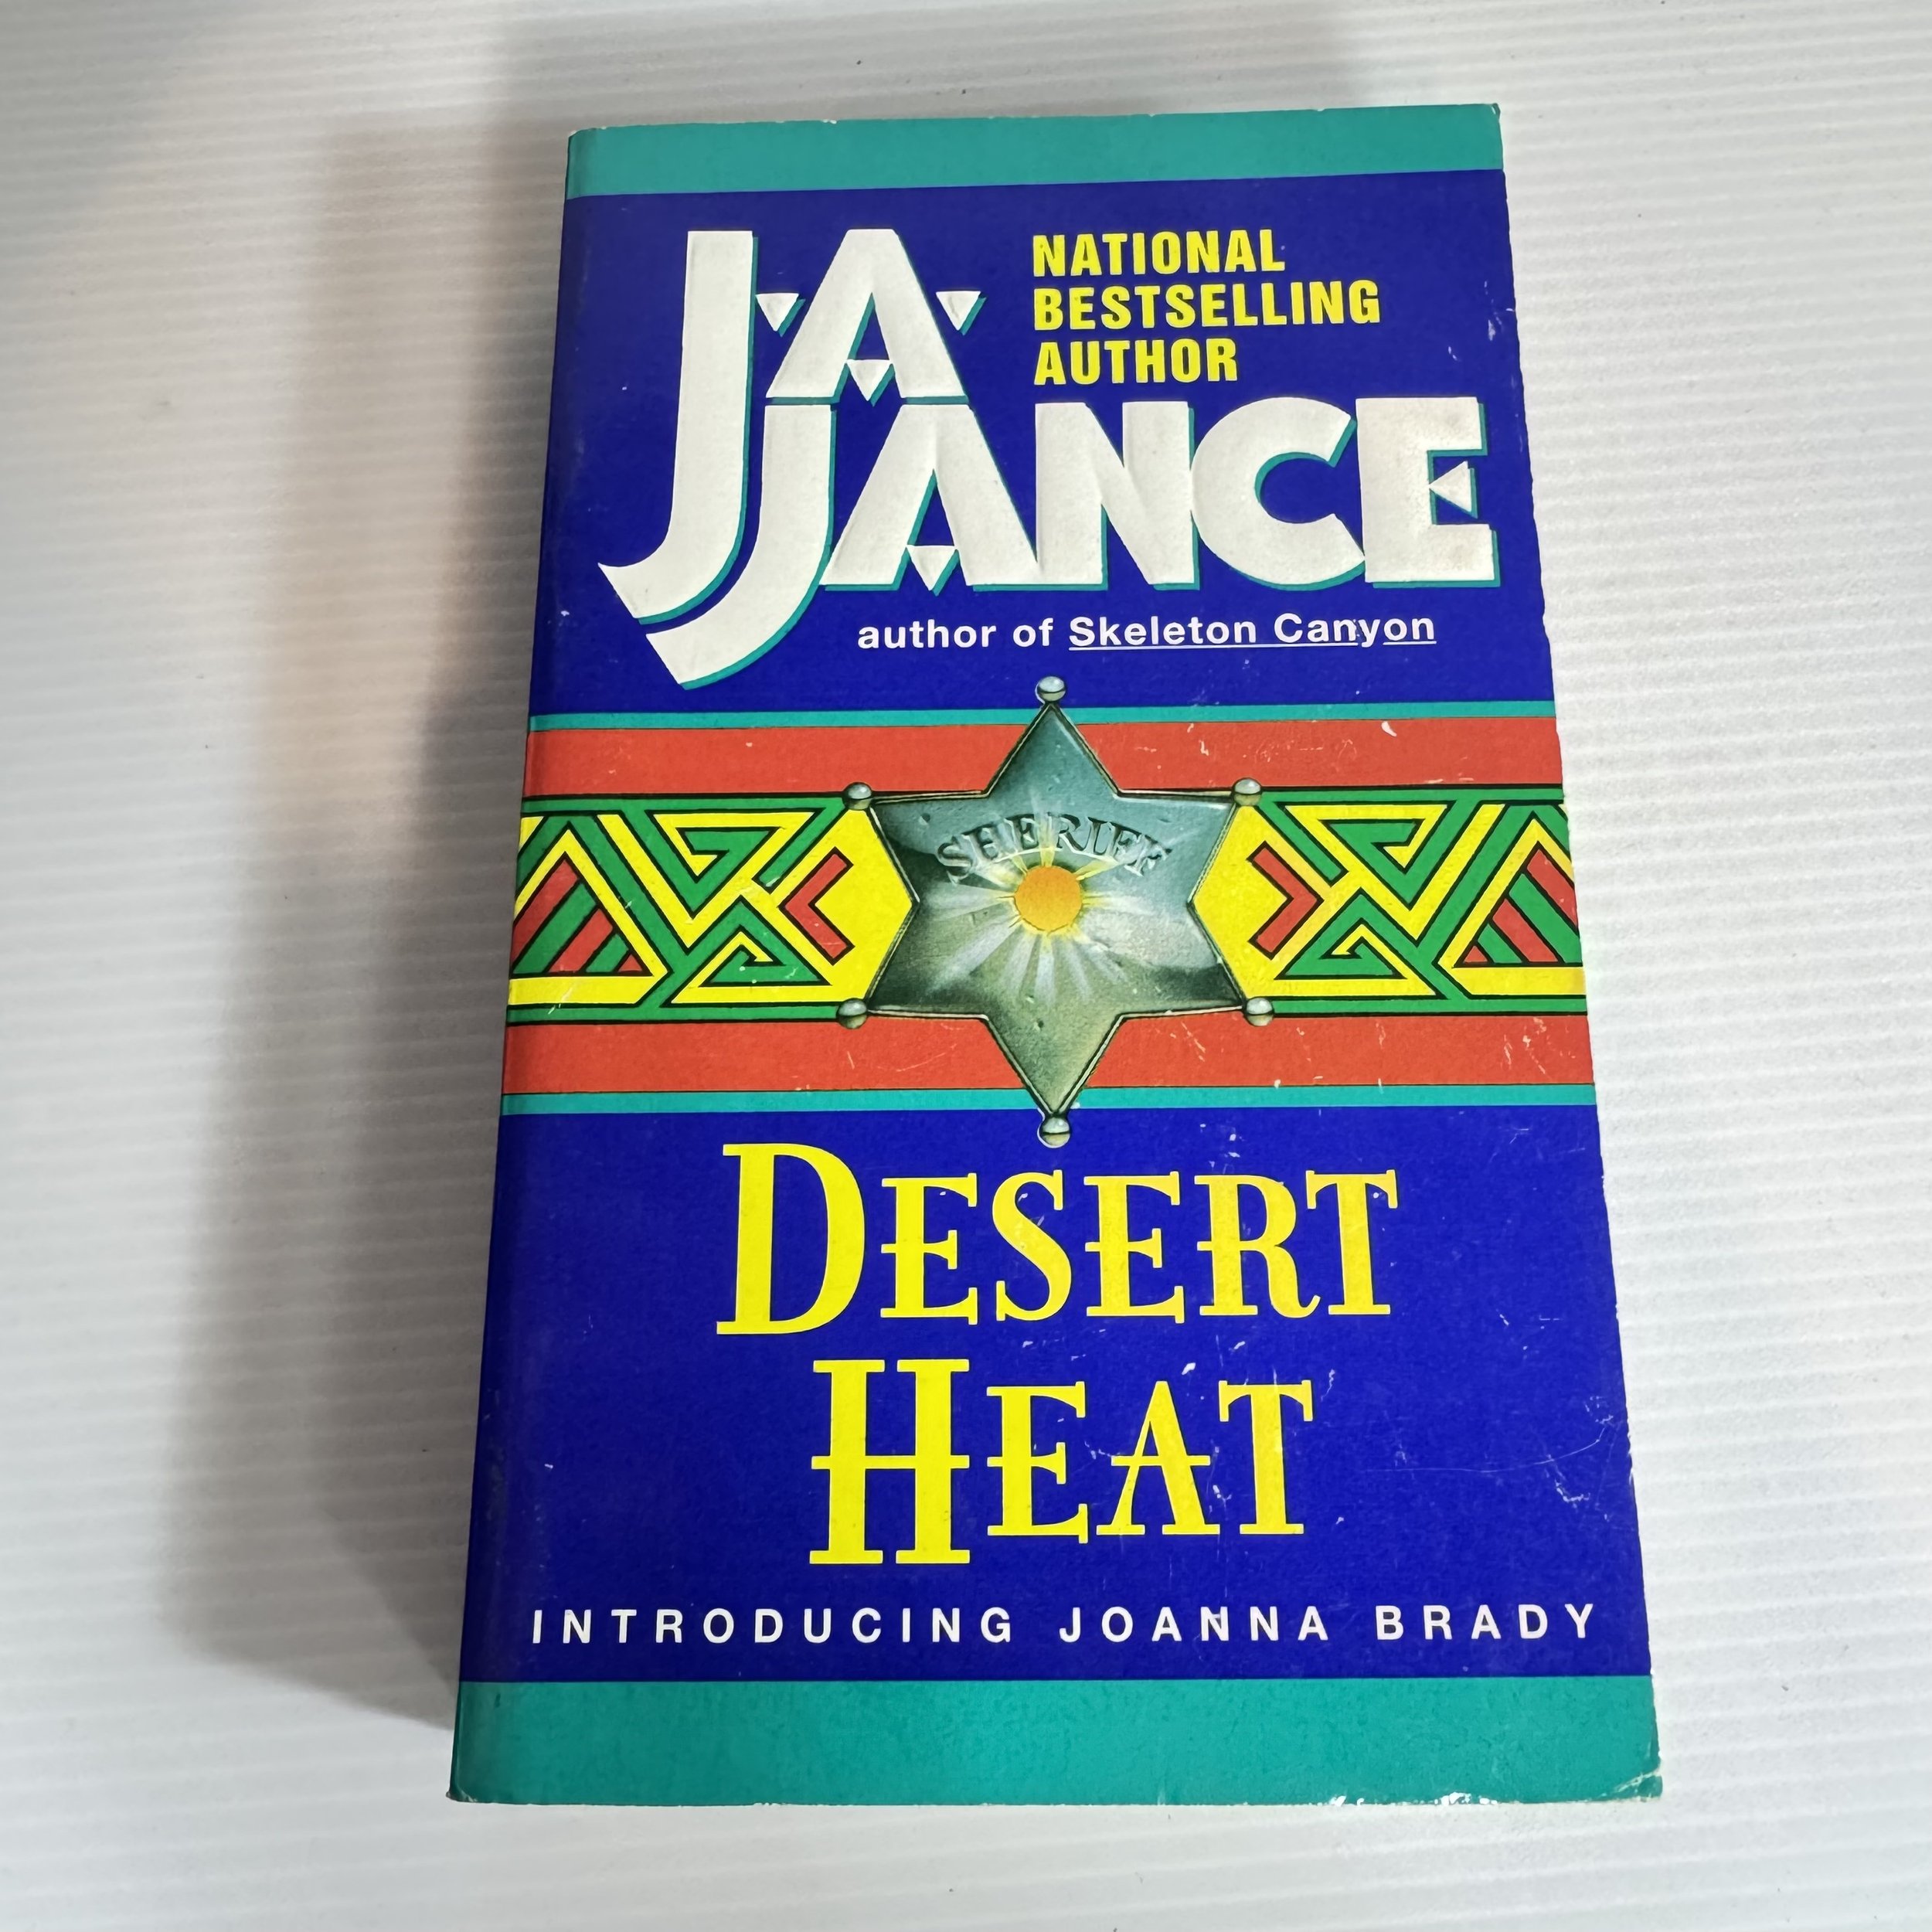 J.A.
NATIONAL
BESTSELLING
AUTHOR
JANCE
author of Skeleton Canyon
SHERIFF
DESERT
HEAT
INTRODUCING JOANNA BRADY